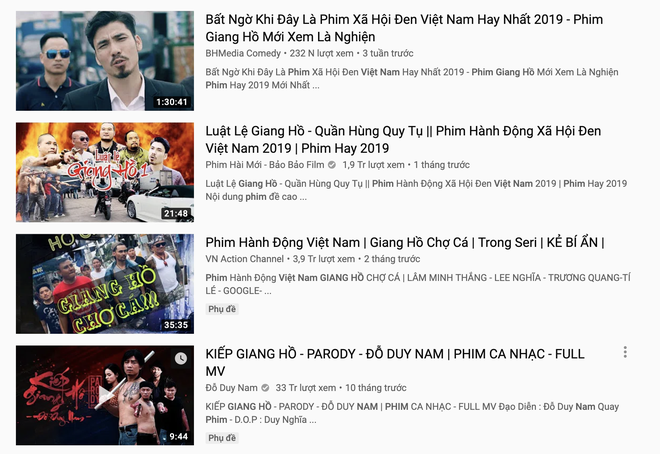 Bất Ngờ Khi Đây Là Phim Xã Hội Đen Việt Nam Hay Nhất 2019 - Phim
Giang Hồ Mới Xem Là Nghiện
BHMedia Comedy • 232 N lượt xem • 3 tuần trước
Bất Ngờ Khi Đây Là Phim Xã Hội Đen Việt Nam Hay Nhất 2019 - Phim Giang Hồ Mới Xem Là Nghiện
Phim Hay 2019 Mới Nhất ...
1:30:41
Luật Lệ Giang Hồ - Quần Hùng Quy Tụ || Phim Hành Động Xã Hội Đen
Việt Nam 2019 | Phim Hay 2019
Phim Hài Mới - Bảo Bảo Film • 1,9 Tr lượt xem • 1 tháng trước
Luật Lệ Giang Hồ - Quần Hùng Quy Tụ || Phim Hành Động Xã Hội Đen Việt Nam 2019 | Phim Hay 2019
Nội dung phim đề cao ...
Luật lệ
Giang Hồ 1
21:48
Phim Hành Động Việt Nam | Giang Hồ Chợ Cá | Trong Seri | KẺ BÍ ẨN |
VN Action Channel • 3,9 Tr lượt xem • 2 tháng trước
Phim Hành Động Việt Nam GIANG HỒ CHỢ CÁ | LÂM MINH THẮNG - LEE NGHĨA - TRƯƠNG QUANG-TÍ
LÉ - GOOGLE- ...
Phụ đề
GIANG HỒ
CHỢ CÁ!!!
35:35
KIẾP GIANG HỒ - PARODY - ĐỖ DUY NAM | PHIM CA NHẠC - FULL
MV
Đỗ Duy Nam • 33 Tr lượt xem • 10 tháng trước
KIẾP GIANG HỒ - PARODY - ĐỖ DUY NAM | PHIM CA NHẠC - FULL MV Đạo Diễn : Đỗ Duy Nam Quay
Phim - D.O.P : Duy Nghĩa ...
Phụ đề
Kiếp
Giang Hồ
PARODY
Đỗ Duy Nam
9:44